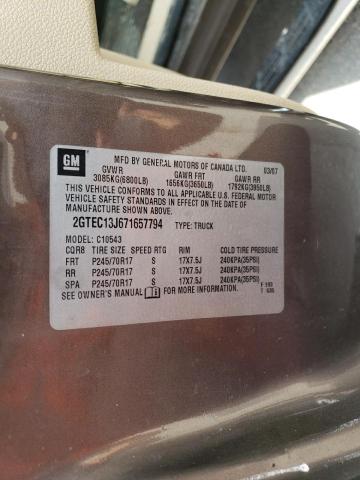 GM MFD BY GENERAL MOTORS OF CANADA LTD. 03/07
GVWR GAWR FRT GAWR RR
3085KG(6800LB) 1656KG(3650LB) 1792KG(3950LB)
THIS VEHICLE CONFORMS TO ALL APPLICABLE U.S. FEDERAL MOTOR
VEHICLE SAFETY STANDARDS IN EFFECT ON THE DATE OF
MANUFACTURE SHOWN ABOVE.
2GTEC13J671657794 TYPE: TRUCK
MODEL: C10543
CQR8 TIRE SIZE SPEED RTG RIM COLD TIRE PRESSURE
FRT P245/70R17 S 17X7.5J 240KPA(35PSI)
RR P245/70R17 S 17X7.5J 240KPA(35PSI)
SPA P245/70R17 S 17X7.5J 240KPA(35PSI)
SEE OWNER'S MANUAL FOR MORE INFORMATION.